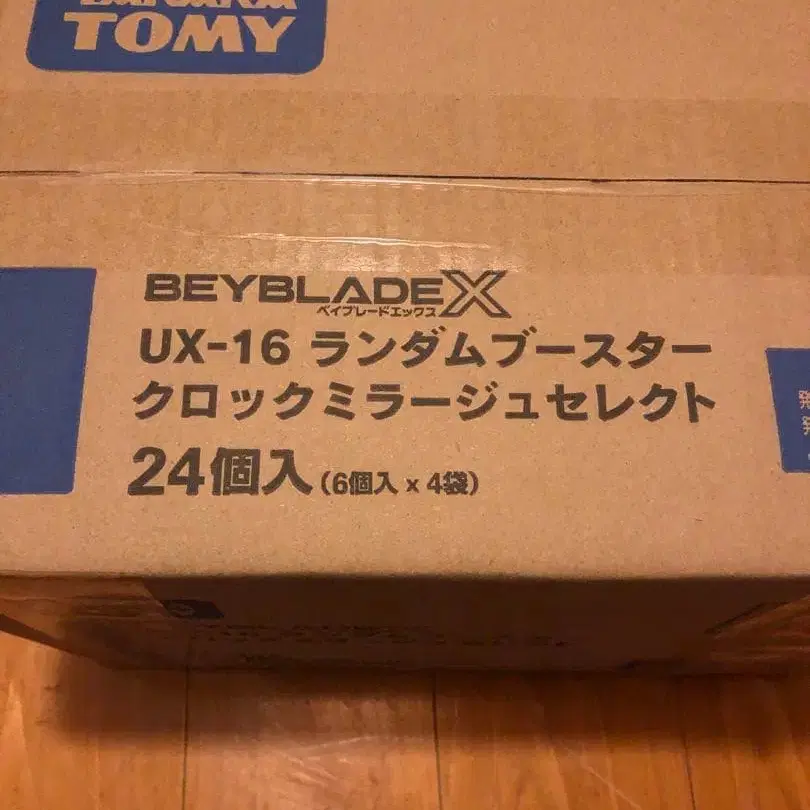 TOMY
BEYBLADE X
ベイブレードエックス
UX-16 ランダムブースター
クロックミラージュセレクト
24個入(6個入×4袋)